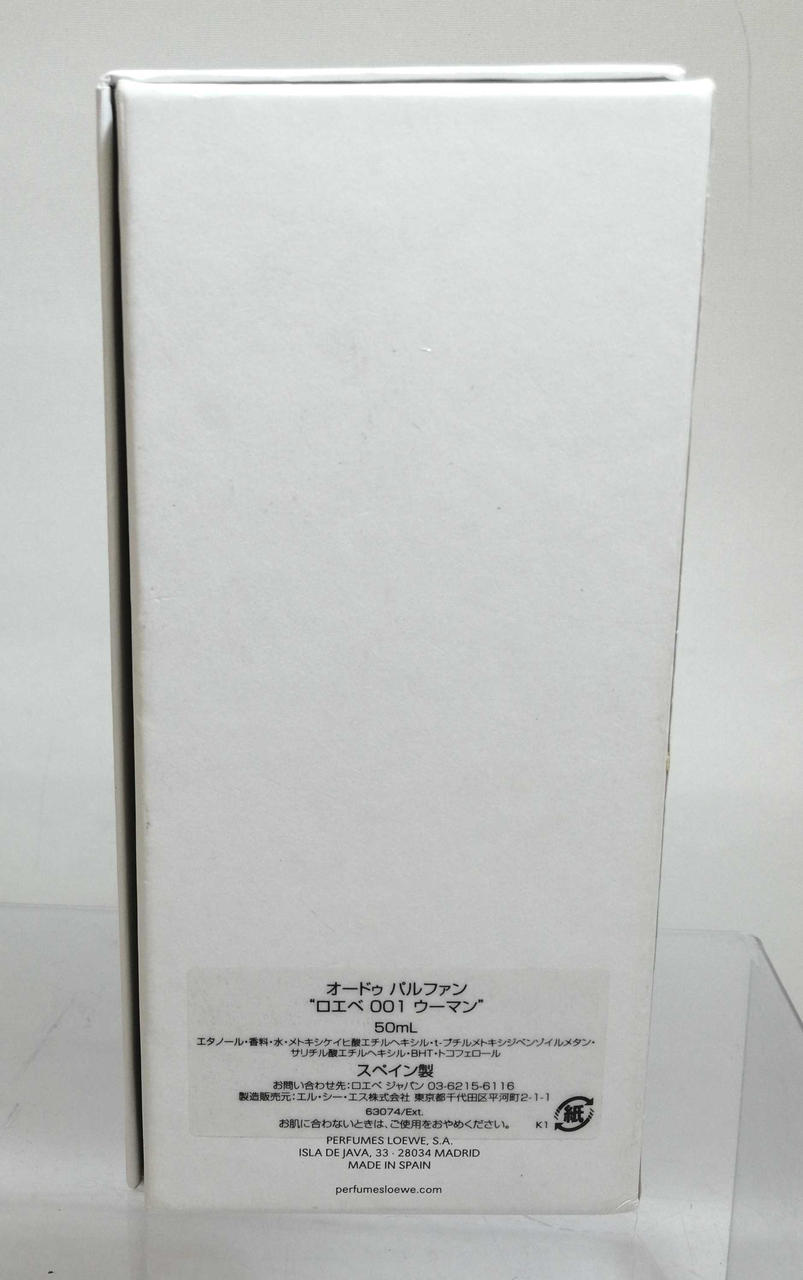 オードゥ パルファン
“ロエベ 001 ウーマン”
50mL
エタノール・香料・水・メトキシケイヒ酸エチルヘキシル・t-ブチルメトキシジベンゾイルメタン・
サリチル酸エチルヘキシル・BHT・トコフェロール
スペイン製
お問い合わせ先:ロエベ ジャパン 03-6215-6116
製造販売元:エル・シー・エス株式会社 東京都千代田区平河町2-1-1
63074/Ext.
お肌に合わないときは、ご使用をおやめください。 K1 紙
PERFUMES LOEWE, S.A.
ISLA DE JAVA, 33 · 28034 MADRID
MADE IN SPAIN
perfumesloewe.com